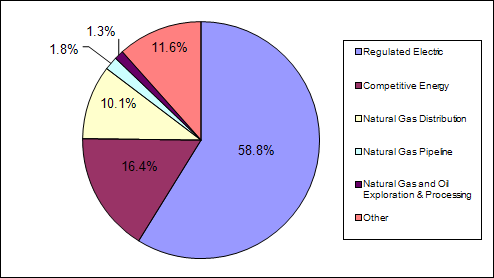 1.3%
11.6%
1.8%
10.1%
58.8%
16.4%
Regulated Electric
Competitive Energy
Natural Gas Distribution
Natural Gas Pipeline
Natural Gas and Oil
Exploration & Processing
Other